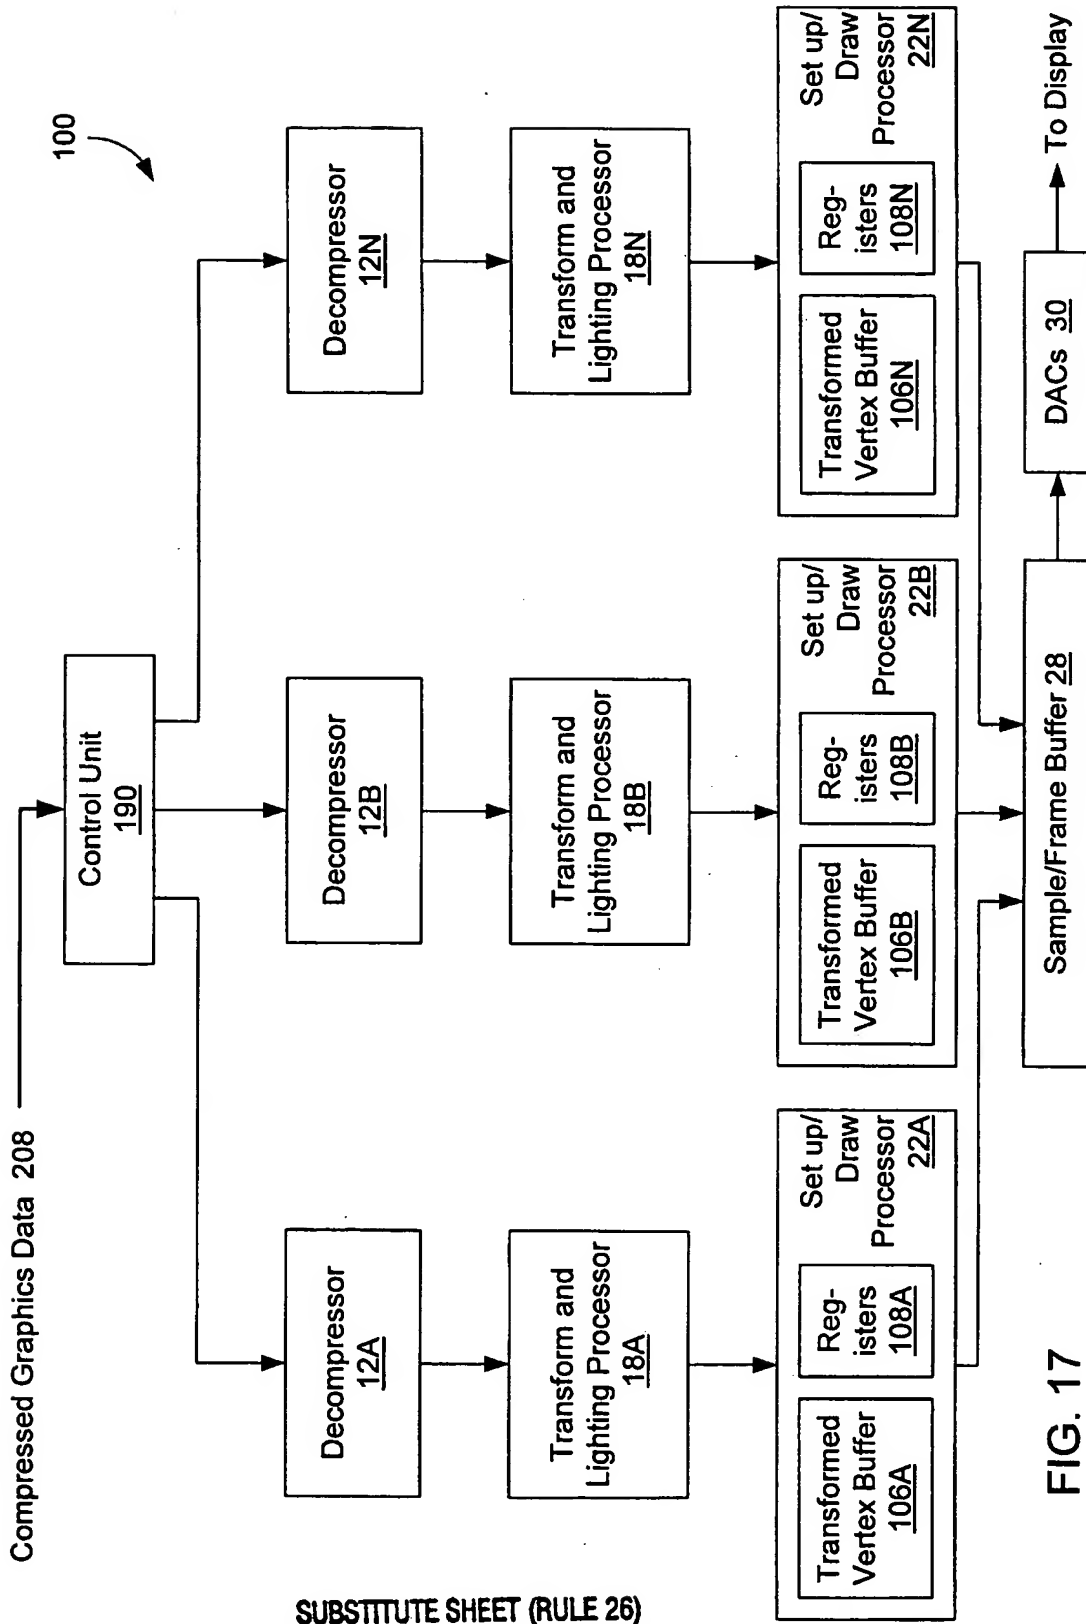 Compressed Graphics Data 208
100
Control Unit
190
Decompressor
12A
Decompressor
12B
Decompressor
12N
Transform and
Lighting Processor
18A
Transform and
Lighting Processor
18B
Transform and
Lighting Processor
18N
Transformed
Vertex Buffer
106A
Reg-
isters
108A
Set up/
Draw
Processor
22A
Transformed
Vertex Buffer
106B
Reg-
isters
108B
Set up/
Draw
Processor
22B
Transformed
Vertex Buffer
106N
Reg-
isters
108N
Set up/
Draw
Processor
22N
Sample/Frame Buffer 28
DACs 30
To Display
FIG. 17
SUBSTITUTE SHEET (RULE 26)